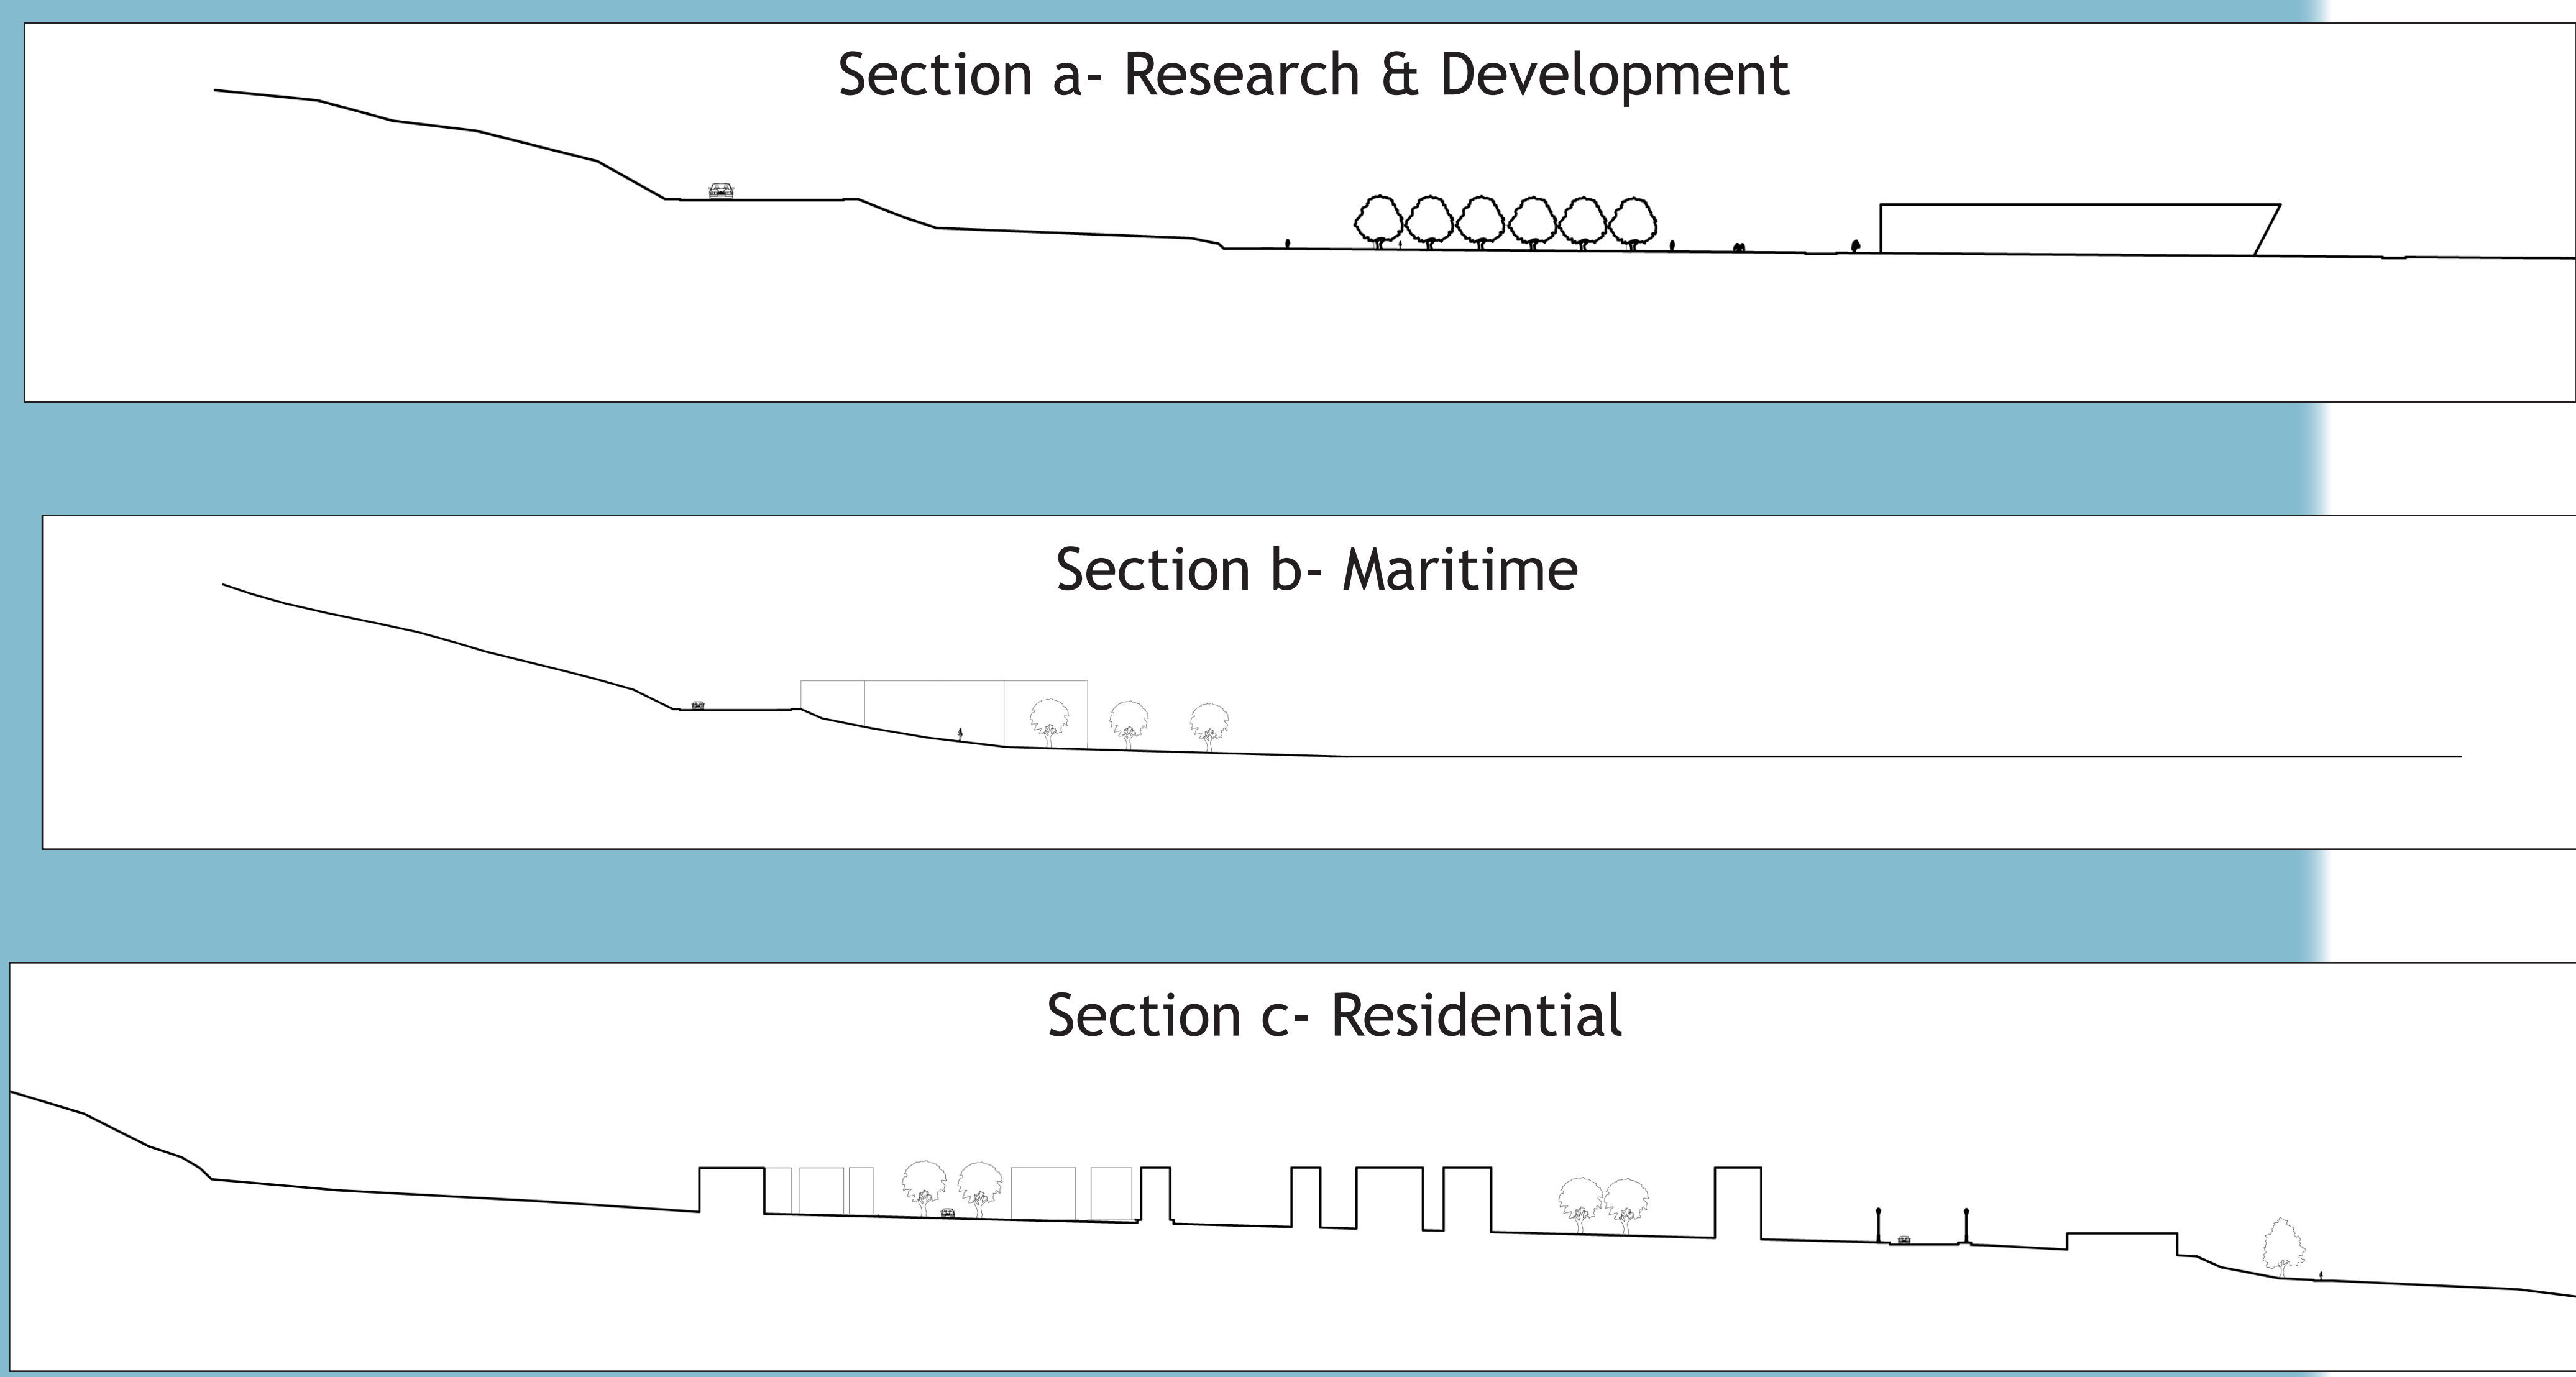 Section a- Research & Development
Section b- Maritime
Section c- Residential